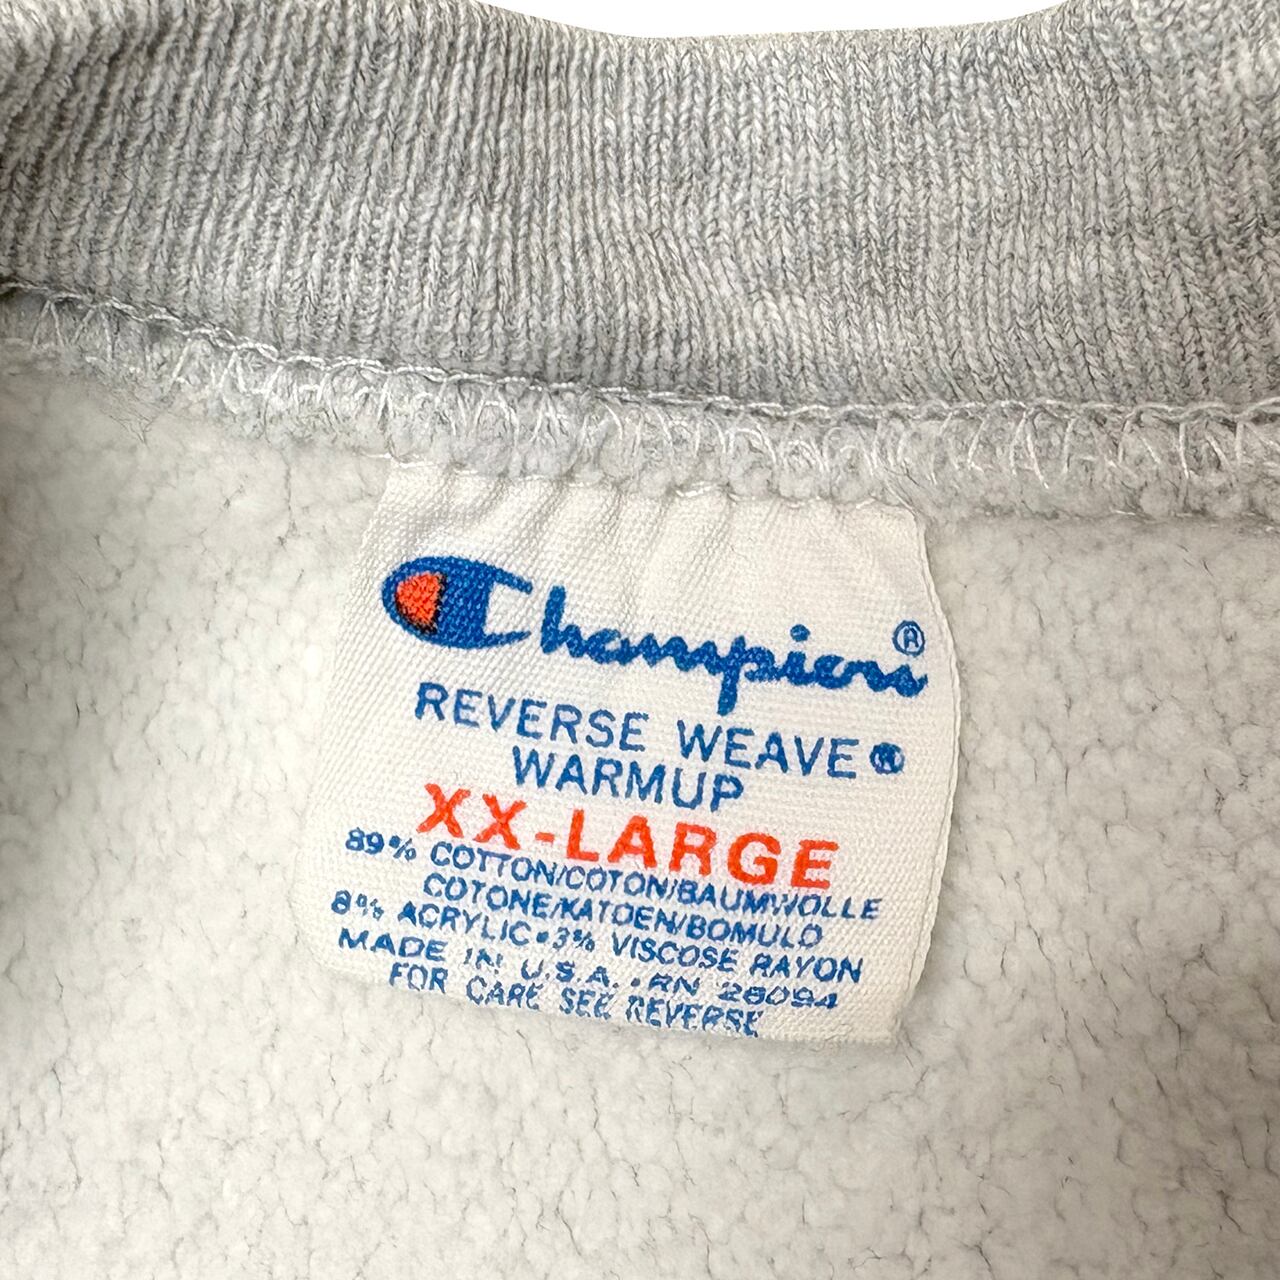 Champion®
REVERSE WEAVE®
WARMUP
XX-LARGE
89% COTTON/COTON/BAUMWOLLE
COTONE/KATOEN/BOMULD
8% ACRYLIC•3% VISCOSE RAYON
MADE IN U.S.A. • RN 26094
FOR CARE SEE REVERSE